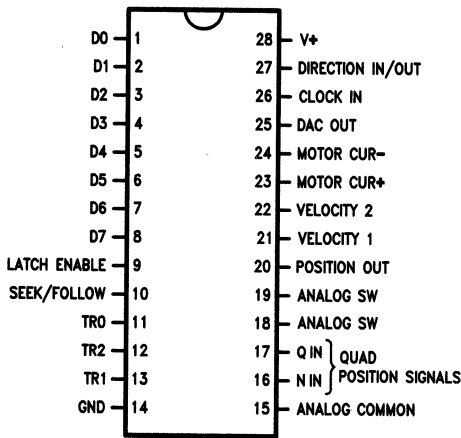 D0 1 28 V+
D1 2 27 DIRECTION IN/OUT
D2 3 26 CLOCK IN
D3 4 25 DAC OUT
D4 5 24 MOTOR CUR-
D5 6 23 MOTOR CUR+
D6 7 22 VELOCITY 2
D7 8 21 VELOCITY 1
LATCH ENABLE 9 20 POSITION OUT
SEEK/FOLLOW 10 19 ANALOG SW
TR0 11 18 ANALOG SW
TR2 12 17 Q IN QUAD
TR1 13 16 N IN POSITION SIGNALS
GND 14 15 ANALOG COMMON